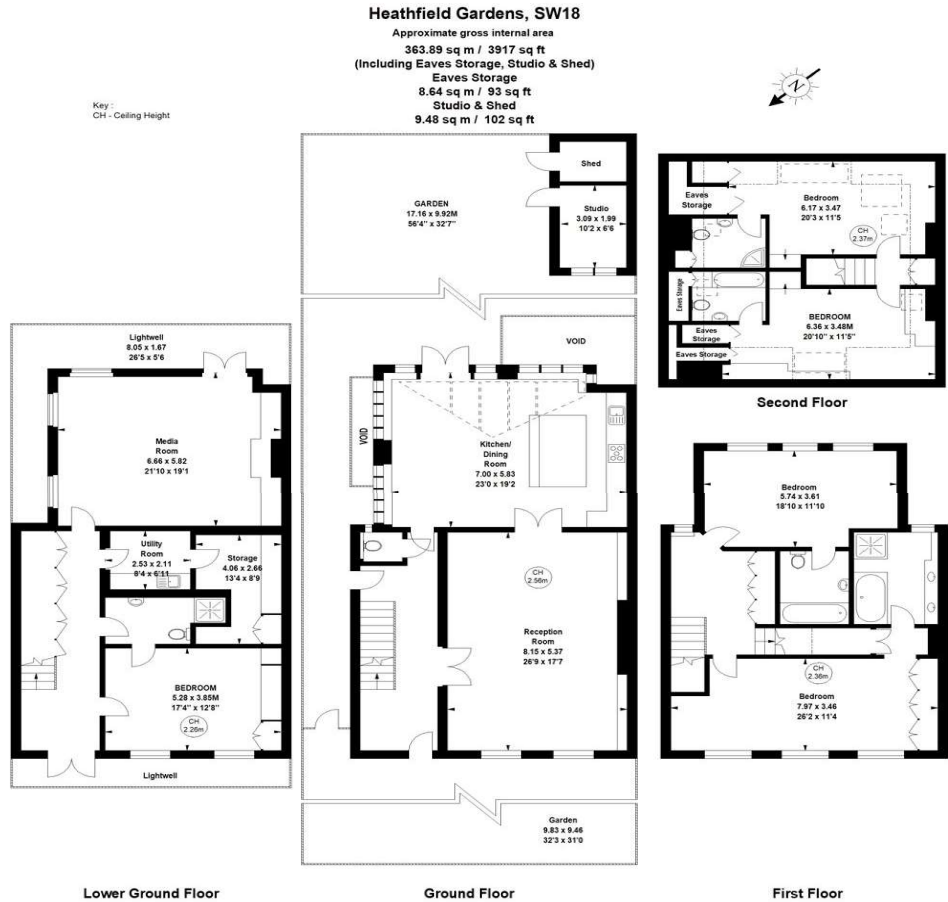 Heathfield Gardens, SW18
Approximate gross internal area
363.89 sq m / 3917 sq ft
(Including Eaves Storage, Studio & Shed)
Eaves Storage
8.64 sq m / 93 sq ft
Studio & Shed
9.48 sq m / 102 sq ft
Key :
CH - Ceiling Height
N
Shed
Studio
3.09 x 1.99
10'2 x 6'6
GARDEN
17.16 x 9.92M
56'4" x 32'7"
Eaves
Storage
Bedroom
6.17 x 3.47
20'3 x 11'5
CH
2.37m
Eaves Storage
BEDROOM
6.36 x 3.48M
20'10" x 11'5"
Eaves
Storage
Eaves Storage
Second Floor
Lightwell
8.05 x 1.67
26'5 x 5'6
Media
Room
6.66 x 5.82
21'10 x 19'1
Utility
Room
2.53 x 2.11
8'4 x 6'11
Storage
4.06 x 2.66
13'4 x 8'9
BEDROOM
5.28 x 3.85M
17'4" x 12'8"
CH
2.26m
Lightwell
Lower Ground Floor
VOID
VOID
Kitchen/
Dining
Room
7.00 x 5.83
23'0 x 19'2
CH
2.56m
Reception
Room
8.15 x 5.37
26'9 x 17'7
Garden
9.83 x 9.46
32'3 x 31'0
Ground Floor
Bedroom
5.74 x 3.61
18'10 x 11'10
CH
2.36m
Bedroom
7.97 x 3.46
26'2 x 11'4
First Floor